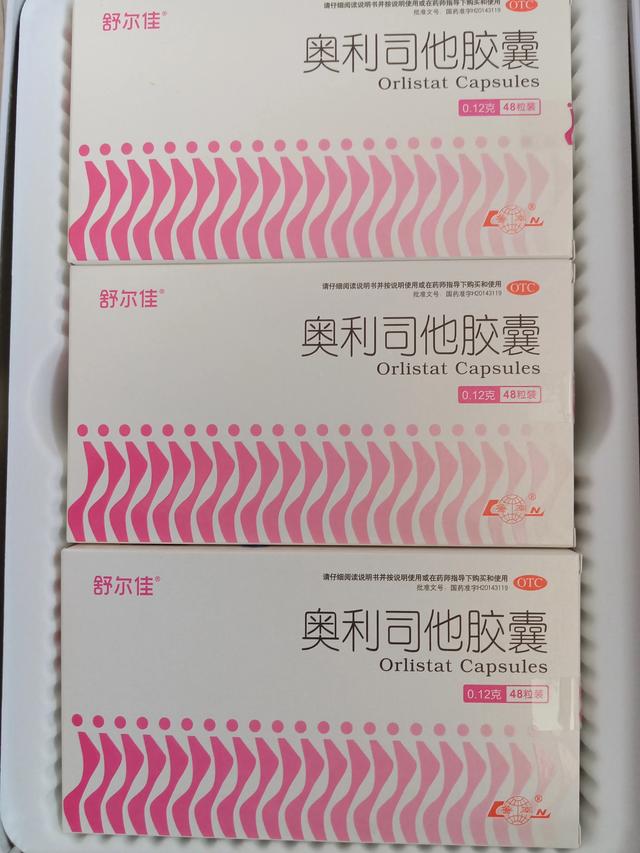 请仔细阅读说明书并按说明使用或在药师指导下购买和使用
OTC
舒尔佳®
批准文号：国药准字H20143119
奥利司他胶囊
Orlistat Capsules
0.12克 48粒装
N
请仔细阅读说明书并按说明使用或在药师指导下购买和使用
OTC
舒尔佳®
批准文号：国药准字H20143119
奥利司他胶囊
Orlistat Capsules
0.12克 48粒装
®
N
请仔细阅读说明书并按说明使用或在药师指导下购买和使用
OTC
舒尔佳®
批准文号：国药准字H20143119
奥利司他胶囊
Orlistat Capsules
0.12克 48粒装
®
N